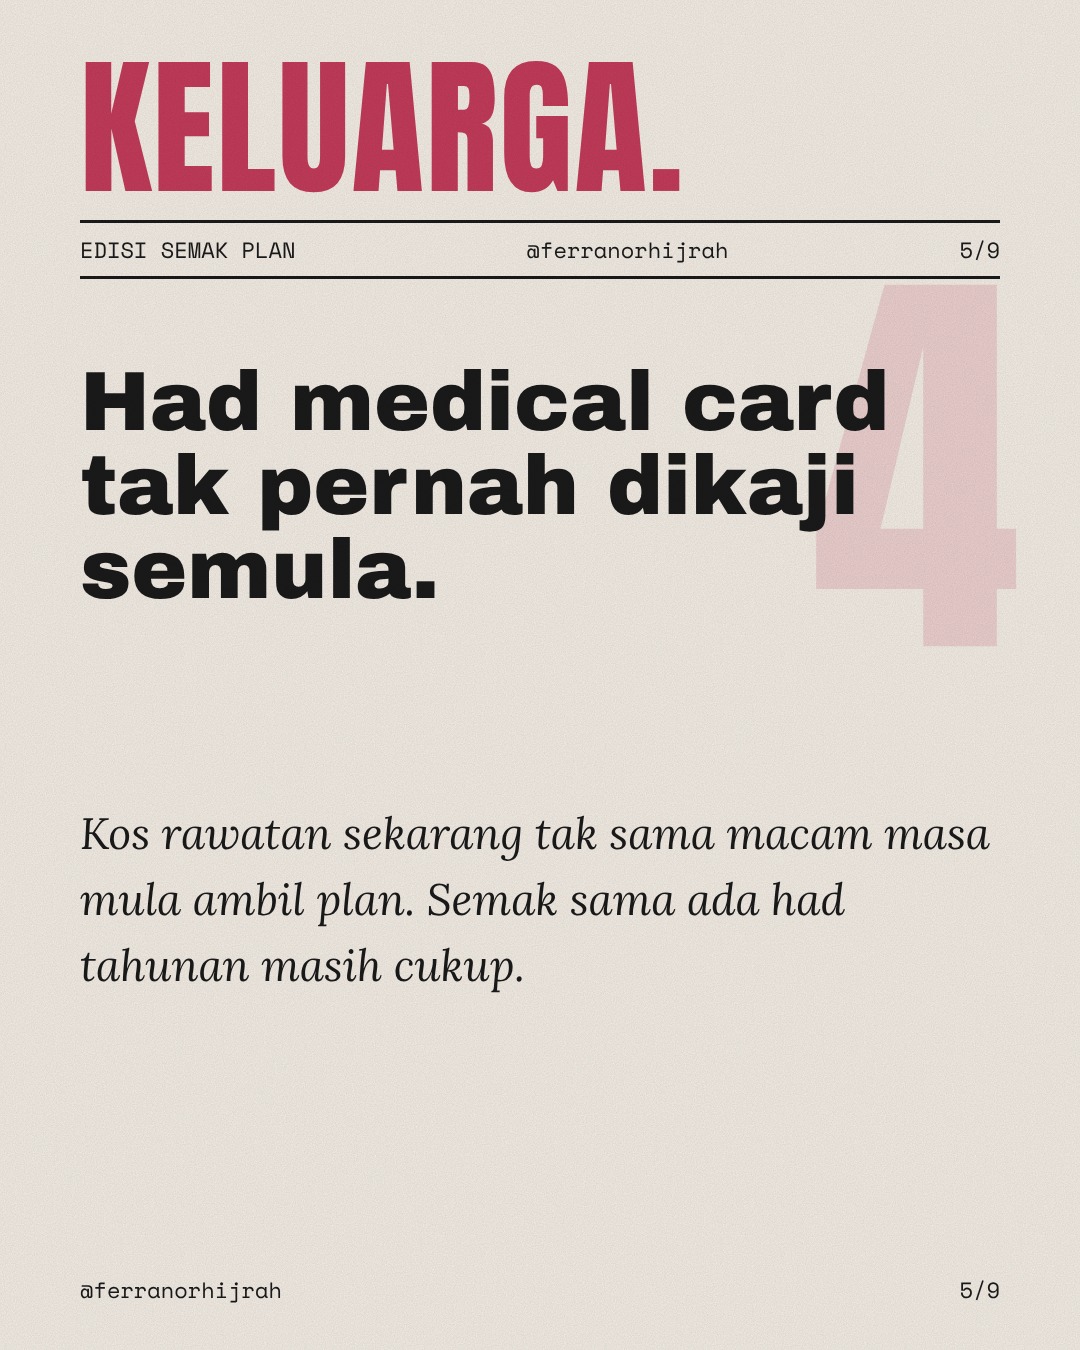 KELUARGA.
EDISI SEMAK PLAN @ferranorhijrah 5/9
4
Had medical card
tak pernah dikaji
semula.
Kos rawatan sekarang tak sama macam masa
mula ambil plan. Semak sama ada had
tahunan masih cukup.
@ferranorhijrah 5/9